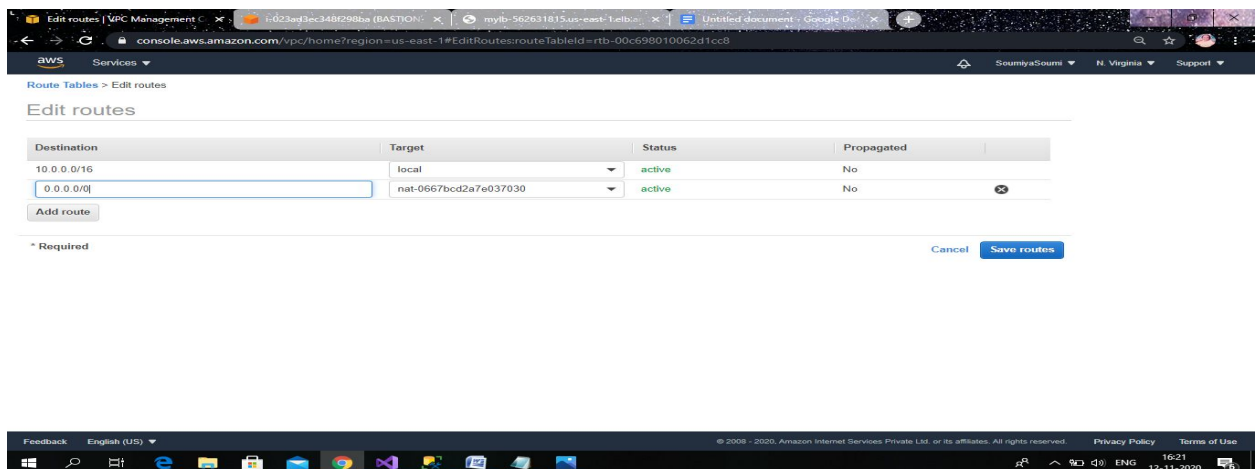 Edit routes | VPC Management C
i-023ad3ec348f298ba (BASTION
mylb-562631815.us-east-1.elb.a
Untitled document - Google Do
console.aws.amazon.com/vpc/home?region=us-east-1#EditRoutes:routeTableId=rtb-00c698010062d1cc8
aws Services SoumiyaSoumi N. Virginia Support
Route Tables > Edit routes
Edit routes
Destination Target Status Propagated
10.0.0.0/16 local active No
0.0.0.0/0 nat-0667bcd2a7e037030 active No
Add route
* Required Cancel Save routes
Feedback English (US) © 2008 - 2020, Amazon Internet Services Private Ltd. or its affiliates. All rights reserved. Privacy Policy Terms of Use
ENG 16:21
12-11-2020